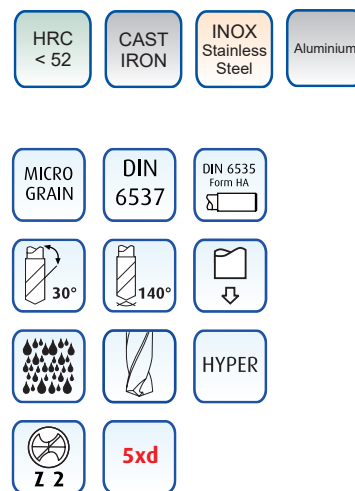 HRC
< 52
CAST
IRON
INOX
Stainless
Steel
Aluminium
MICRO
GRAIN
DIN
6537
DIN 6535
Form HA
30°
140°
HYPER
Z 2
5xd